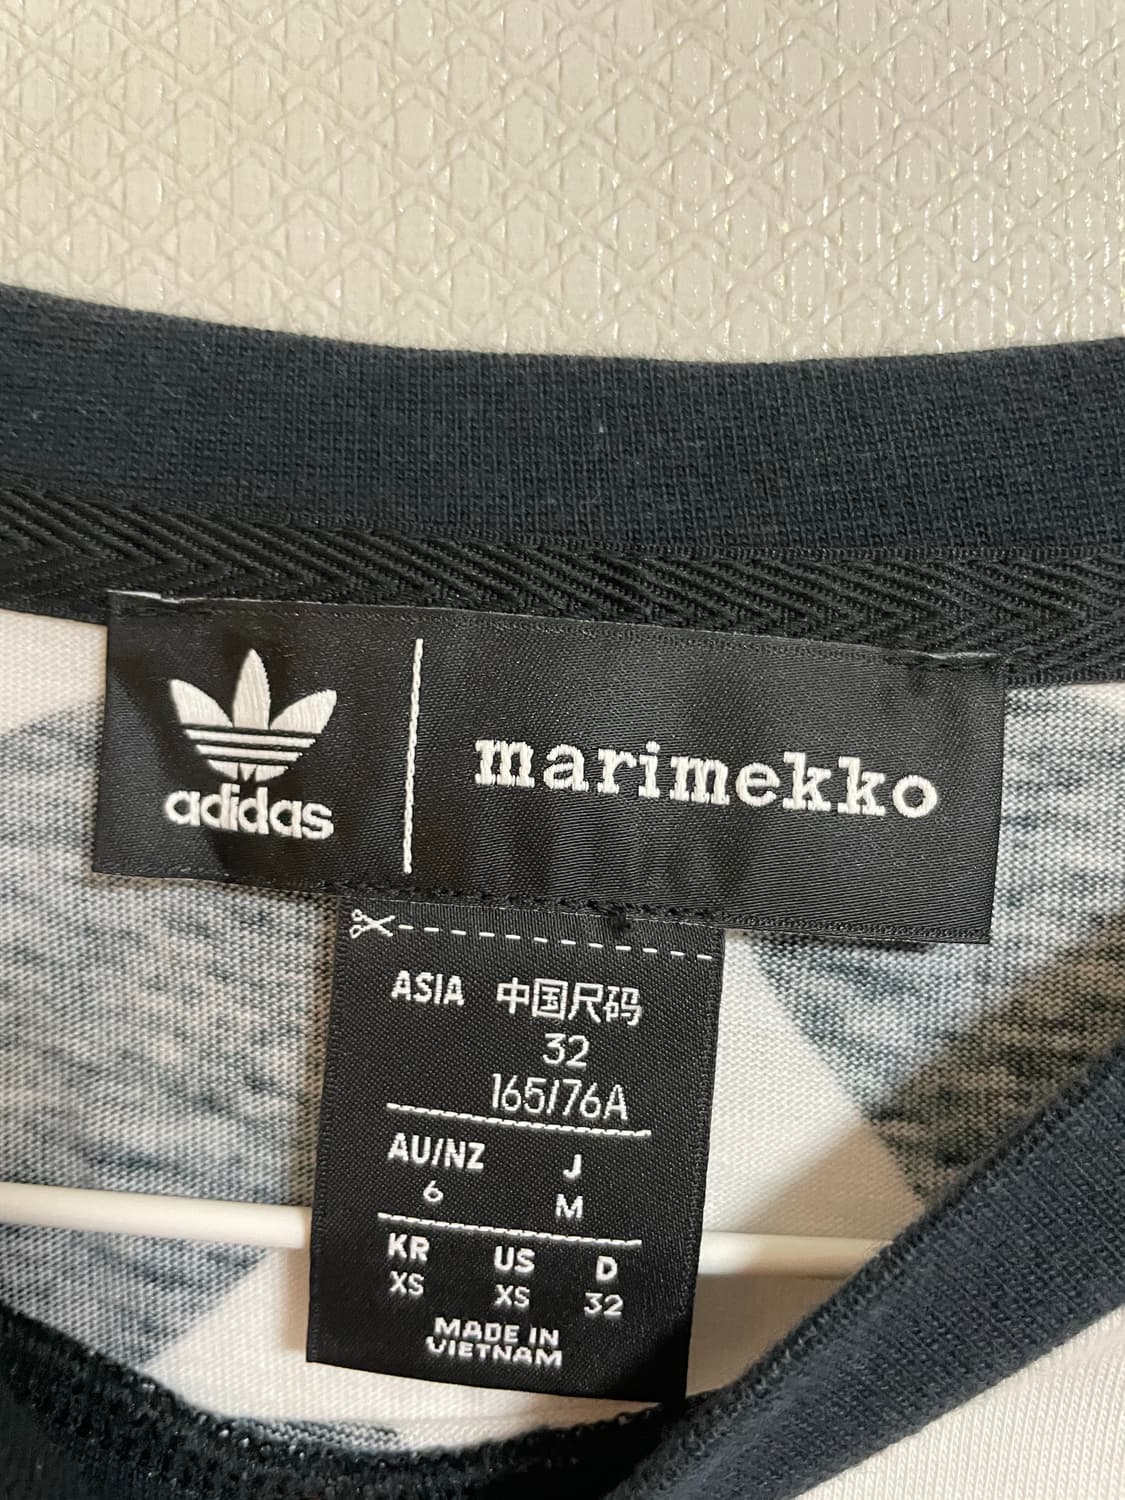 adidas
marimekko
ASIA 中国尺码
32
165/76A
AU/NZ J
6 M
KR US D
XS XS 32
MADE IN
VIETNAM